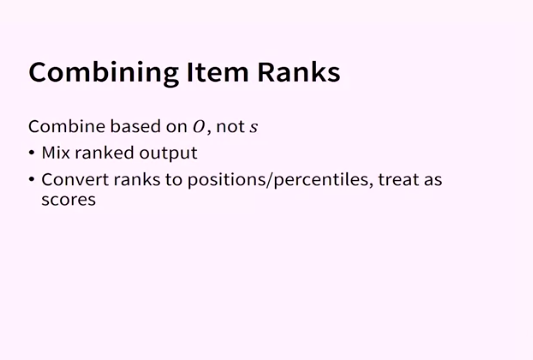 Combining Item Ranks
Combine based on O, not s
• Mix ranked output
• Convert ranks to positions/percentiles, treat as
scores